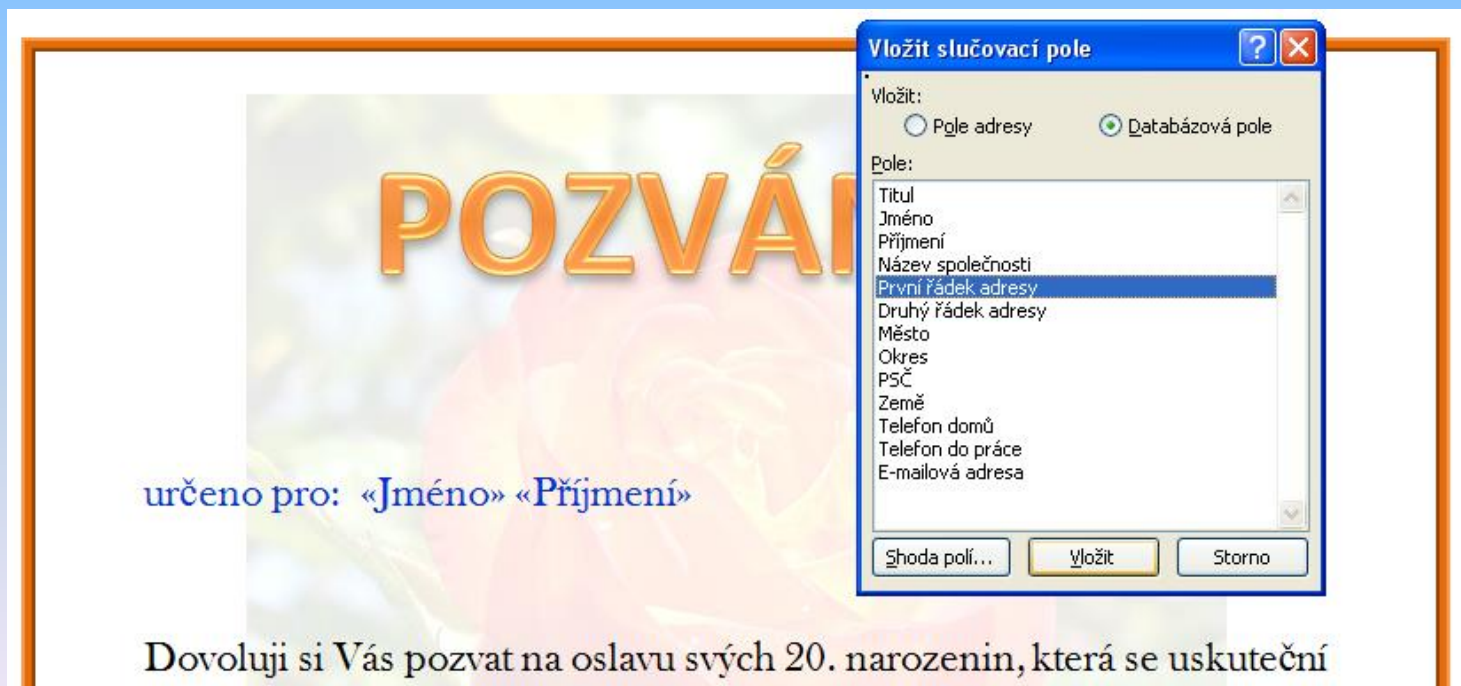 Vložit slučovací pole
Vložit:
Pole adresy Databázová pole
Pole:
Titul
Jméno
Příjmení
Název společnosti
První řádek adresy
Druhý řádek adresy
Město
Okres
PSČ
Země
Telefon domů
Telefon do práce
E-mailová adresa
Shoda polí... Vložit Storno
POZVÁN
určeno pro: «Jméno» «Příjmení»
Dovoluji si Vás pozvat na oslavu svých 20. narozenin, která se uskuteční